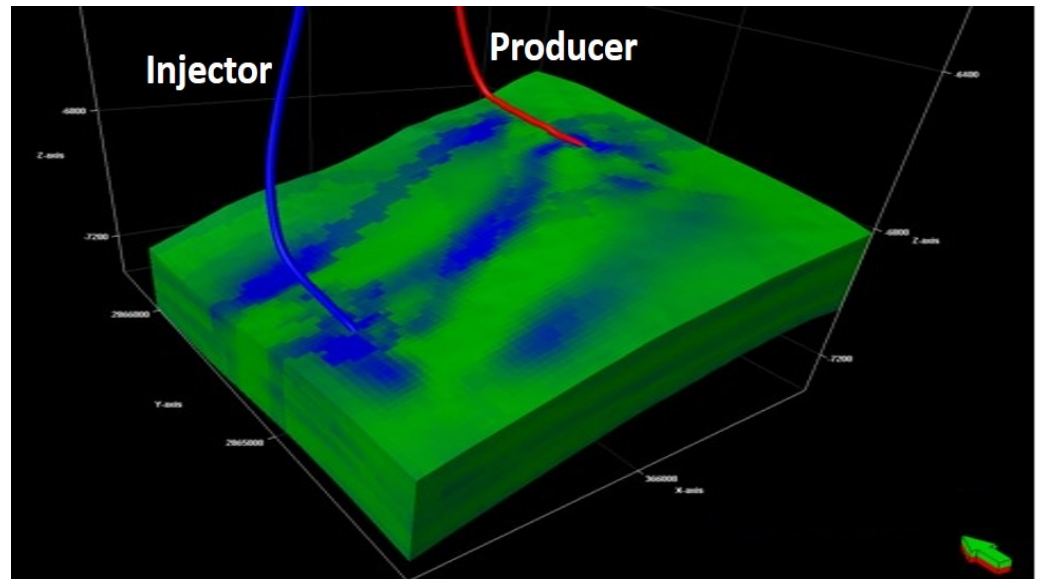 Injector
Producer
-6400
-6800
Z-axis
-7200
-6800
Z-axis
2866000
-7200
Y-axis
2865000
366000
X-axis